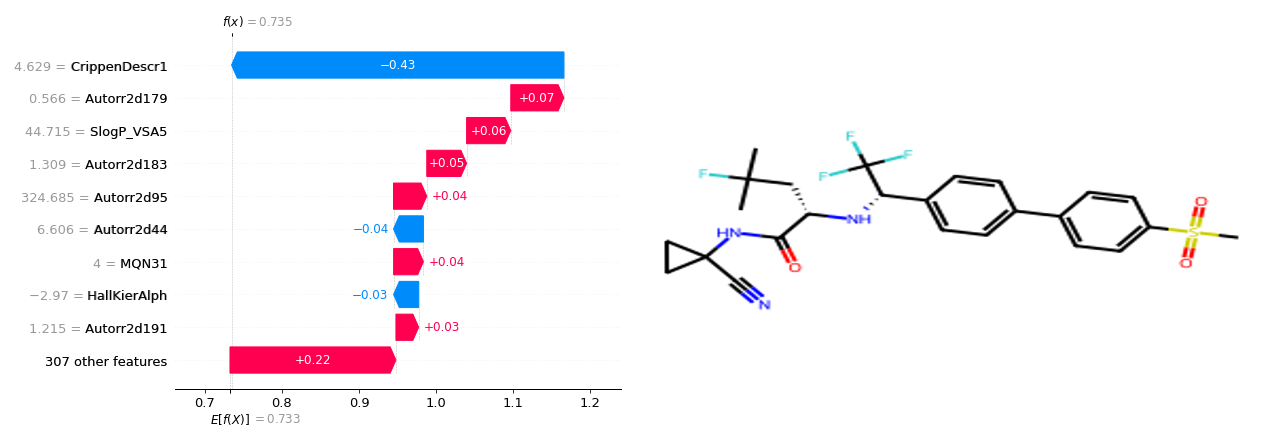 f(x) = 0.735
4.629 = CrippenDescr1
−0.43
0.566 = Autorr2d179
+0.07
44.715 = SlogP_VSA5
+0.06
1.309 = Autorr2d183
+0.05
324.685 = Autorr2d95
+0.04
6.606 = Autorr2d44
−0.04
4 = MQN31
+0.04
−2.97 = HallKierAlph
−0.03
1.215 = Autorr2d191
+0.03
307 other features
+0.22
0.7 0.8 0.9 1.0 1.1 1.2
E[f(X)] = 0.733
F
F
F
F
NH
HN
O
N
O
S
O